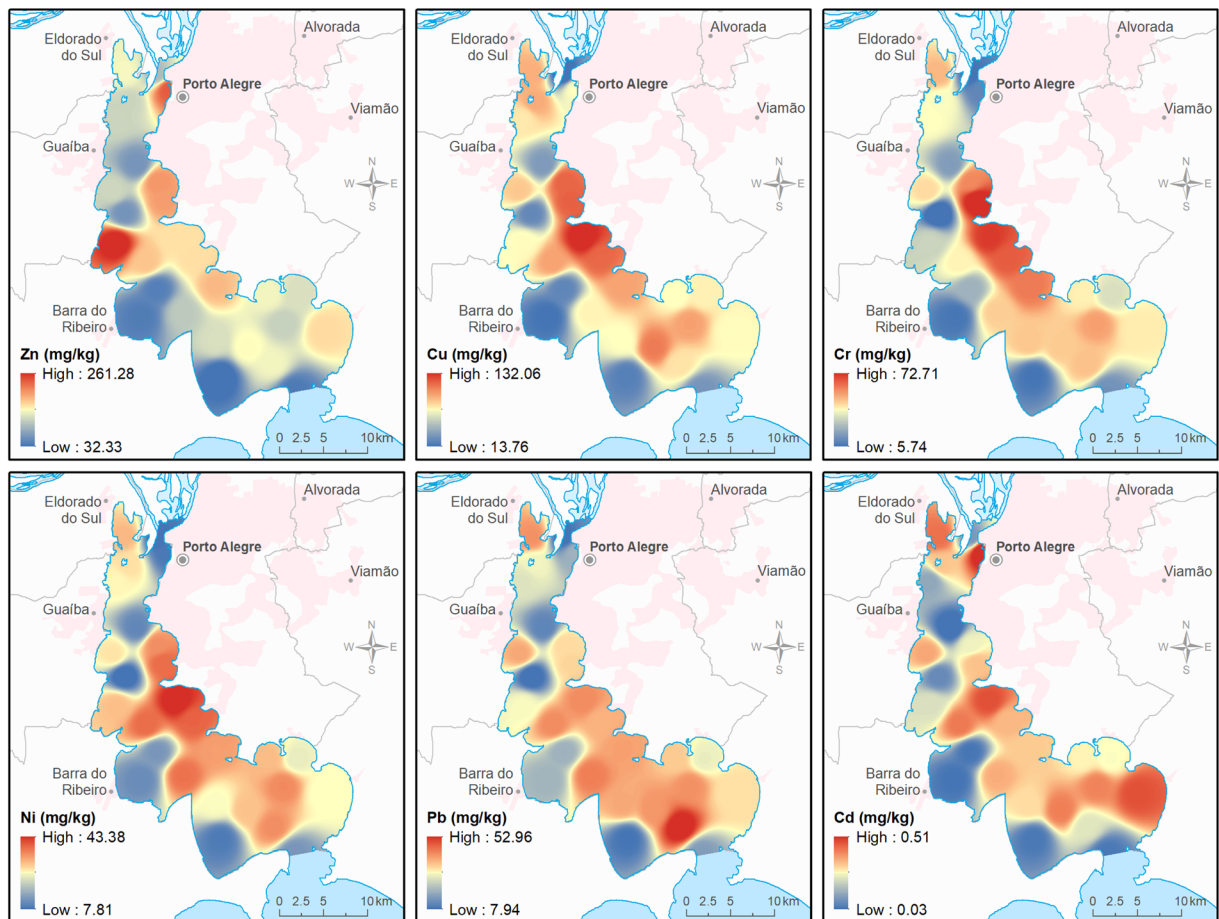 Eldorado
do Sul
Alvorada
Porto Alegre
Viamão
Guaíba
N
W E
S
Barra do
Ribeiro
Zn (mg/kg)
High : 261.28
Low : 32.33
0 2.5 5 10 km
Eldorado
do Sul
Alvorada
Porto Alegre
Viamão
Guaíba
N
W E
S
Barra do
Ribeiro
Cu (mg/kg)
High : 132.06
Low : 13.76
0 2.5 5 10 km
Eldorado
do Sul
Alvorada
Porto Alegre
Viamão
Guaíba
N
W E
S
Barra do
Ribeiro
Cr (mg/kg)
High : 72.71
Low : 5.74
0 2.5 5 10 km
Eldorado
do Sul
Alvorada
Porto Alegre
Viamão
Guaíba
N
W E
S
Barra do
Ribeiro
Ni (mg/kg)
High : 43.38
Low : 7.81
0 2.5 5 10 km
Eldorado
do Sul
Alvorada
Porto Alegre
Viamão
Guaíba
N
W E
S
Barra do
Ribeiro
Pb (mg/kg)
High : 52.96
Low : 7.94
0 2.5 5 10 km
Eldorado
do Sul
Alvorada
Porto Alegre
Viamão
Guaíba
N
W E
S
Barra do
Ribeiro
Cd (mg/kg)
High : 0.51
Low : 0.03
0 2.5 5 10 km